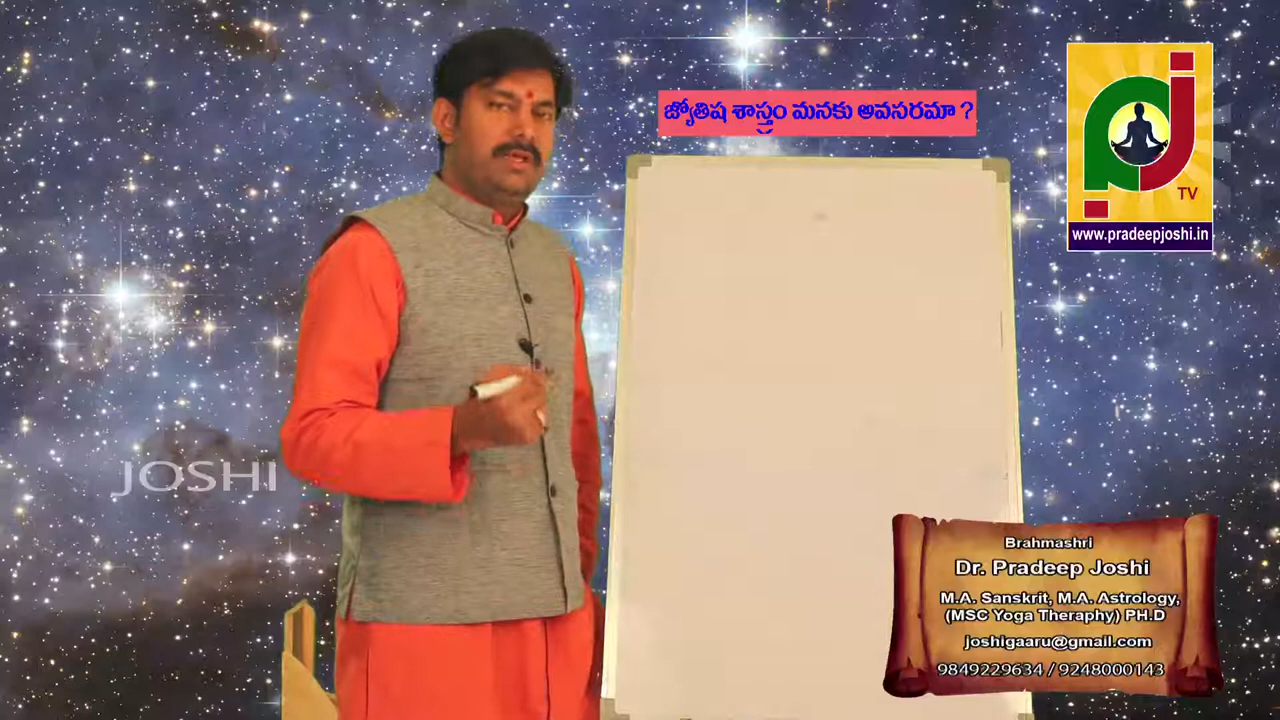 జ్యోతిష శాస్త్రం మనకు అవసరమా ?
TV
www.pradeepjoshi.in
JOSHI
Brahmashri
Dr. Pradeep Joshi
M.A. Sanskrit, M.A. Astrology,
(MSC Yoga Theraphy) PH.D
joshigaaru@gmail.com
9849229634 / 9248000143